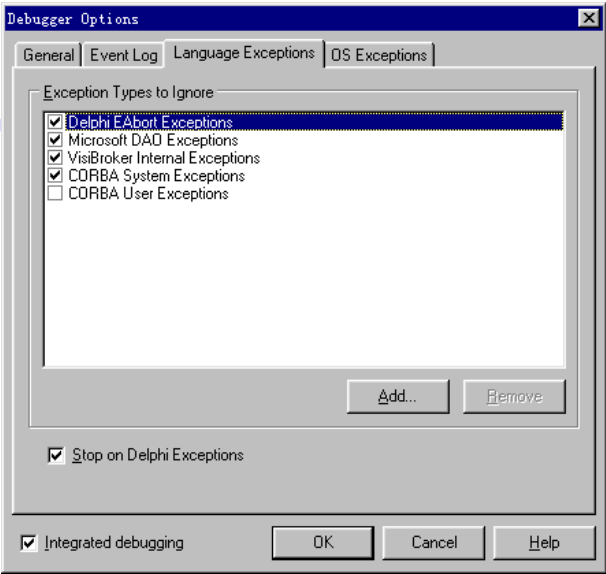 Debugger Options
General Event Log Language Exceptions OS Exceptions
Exception Types to Ignore
Delphi EAbort Exceptions
Microsoft DAO Exceptions
VisiBroker Internal Exceptions
CORBA System Exceptions
CORBA User Exceptions
Add... Remove
Stop on Delphi Exceptions
Integrated debugging OK Cancel Help